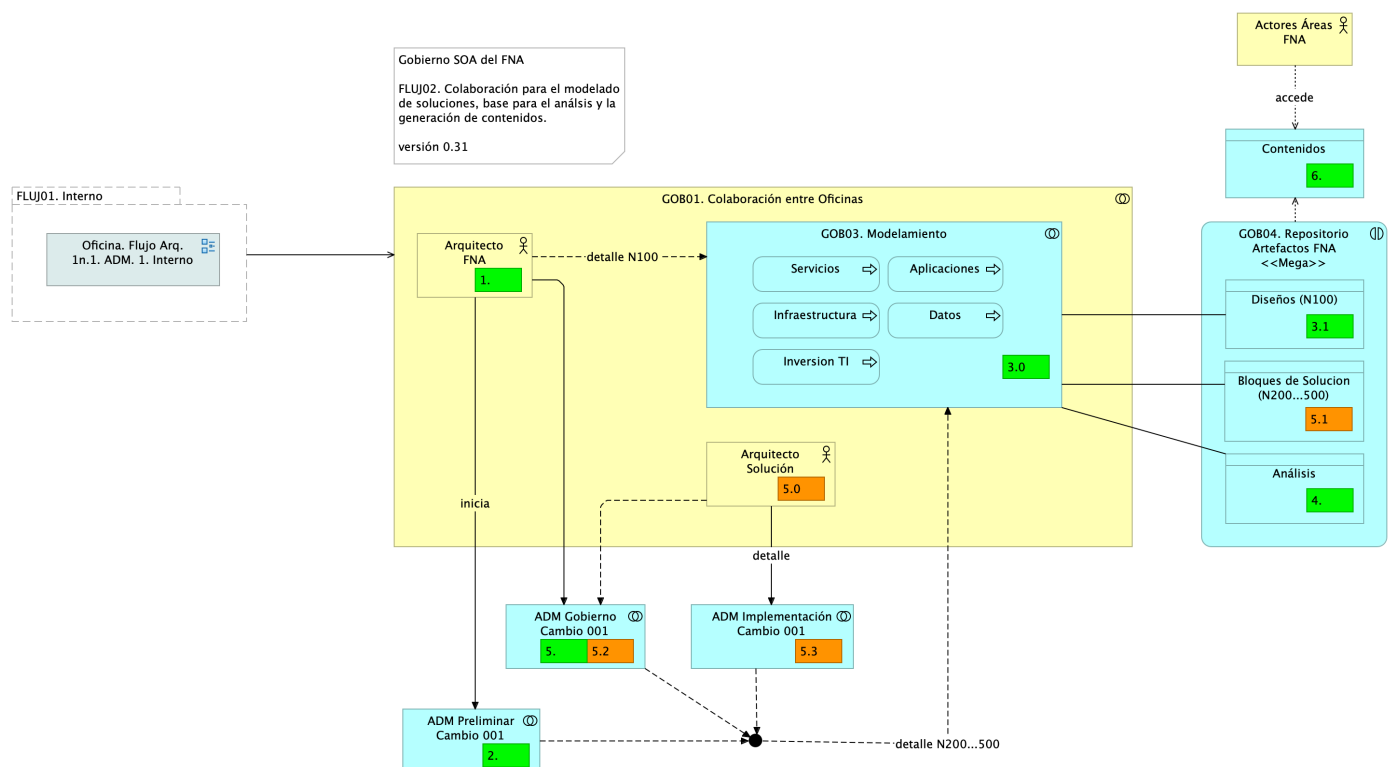 Actores Áreas
FNA
Gobierno SOA del FNA
FLUJ02. Colaboración para el modelado
de soluciones, base para el análsis y la
generación de contenidos.
versión 0.31
accede
Contenidos
6.
FLUJ01. Interno
Oficina. Flujo Arq.
1n.1. ADM. 1. Interno
GOB01. Colaboración entre Oficinas
Arquitecto
FNA
1.
detalle N100
GOB03. Modelamiento
Servicios
Aplicaciones
Infraestructura
Datos
Inversion TI
3.0
GOB04. Repositorio
Artefactos FNA
<<Mega>>
Diseños (N100)
3.1
Bloques de Solucion
(N200...500)
5.1
Análisis
4.
Arquitecto
Solución
5.0
inicia
detalle
ADM Gobierno
Cambio 001
5.
5.2
ADM Implementación
Cambio 001
5.3
ADM Preliminar
Cambio 001
2.
detalle N200...500